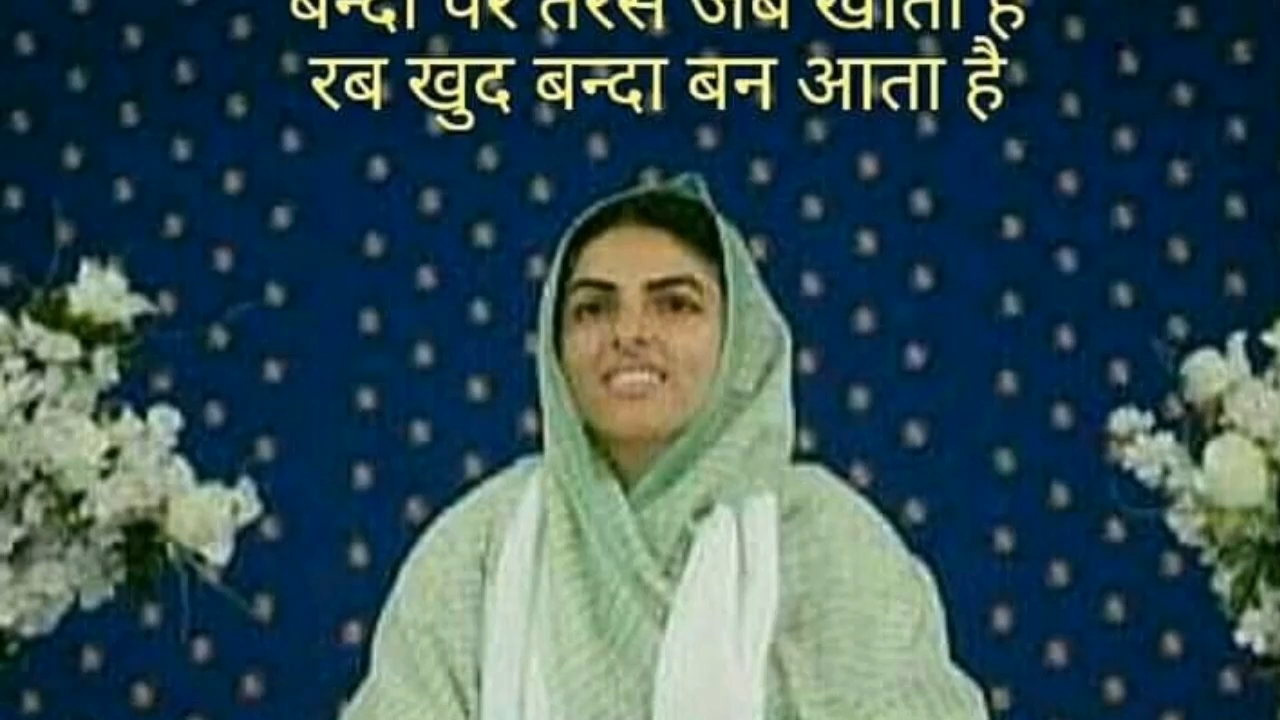 बन्दों पर तरस जब खाता है
रब खुद बन्दा बन आता है